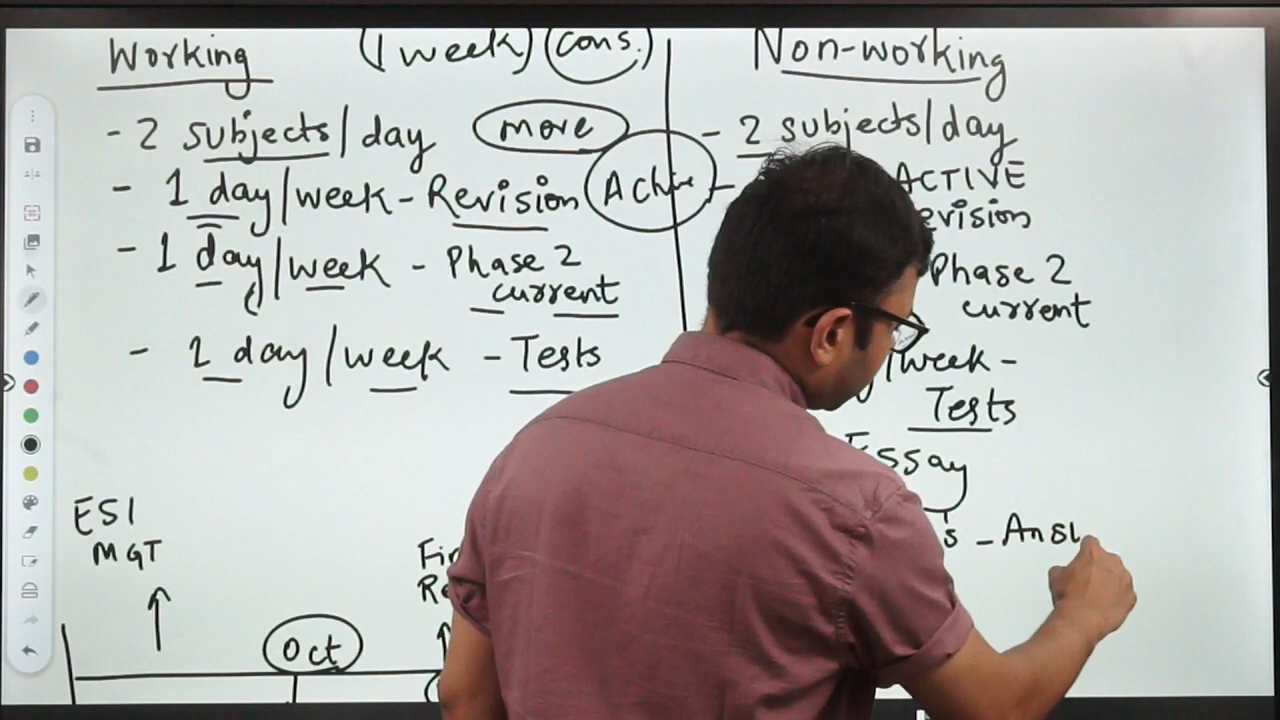 Working (1 week) (cons.)
- 2 subjects/day more
- 1 day/week - Revision Active
- 1 day/week - Phase 2
current
- 1 day/week - Tests
Non-working
- 2 subjects/day
- ACTIVE
evision
Phase 2
current
/week -
Tests
Essay
's - Ans
ESI
MGT
Oct